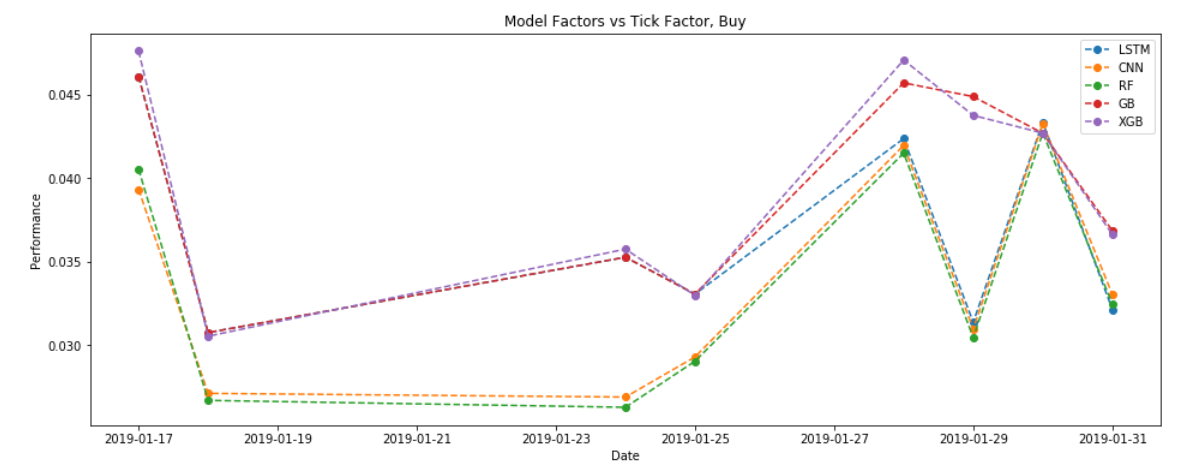 Model Factors vs Tick Factor, Buy
LSTM
CNN
RF
GB
XGB
0.045
0.040
0.035
0.030
Performance
2019-01-17 2019-01-19 2019-01-21 2019-01-23 2019-01-25 2019-01-27 2019-01-29 2019-01-31
Date